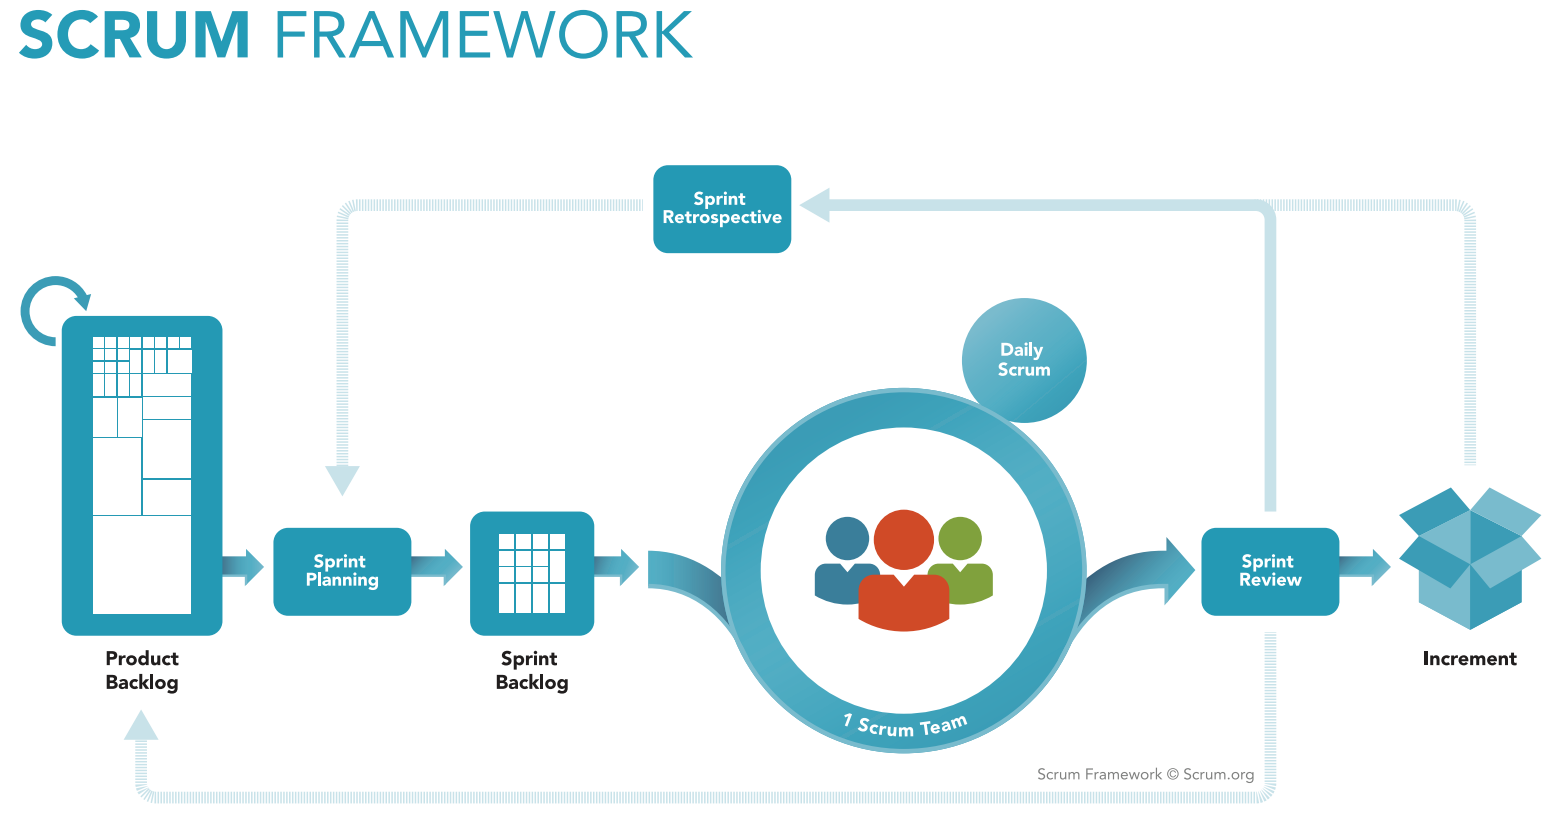 SCRUM FRAMEWORK
Sprint
Retrospective
Daily
Scrum
Sprint
Planning
Sprint
Review
Product
Backlog
Sprint
Backlog
Increment
1 Scrum Team
Scrum Framework © Scrum.org